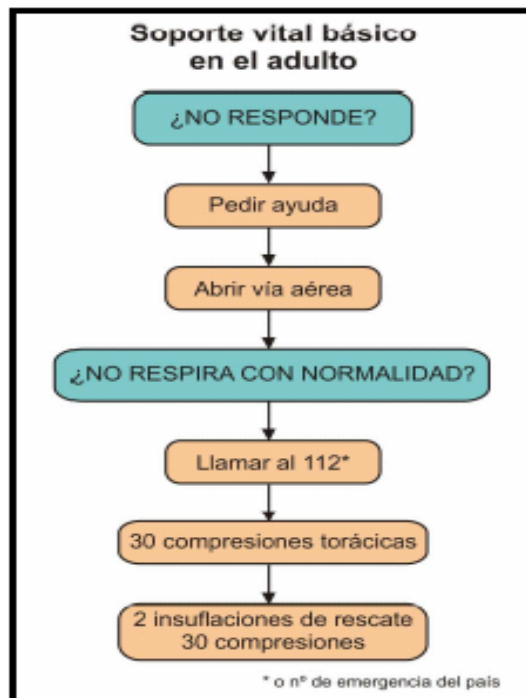 Soporte vital básico
en el adulto
¿NO RESPONDE?
Pedir ayuda
Abrir vía aérea
¿NO RESPIRA CON NORMALIDAD?
Llamar al 112*
30 compresiones torácicas
2 insuflaciones de rescate
30 compresiones
* o nº de emergencia del país